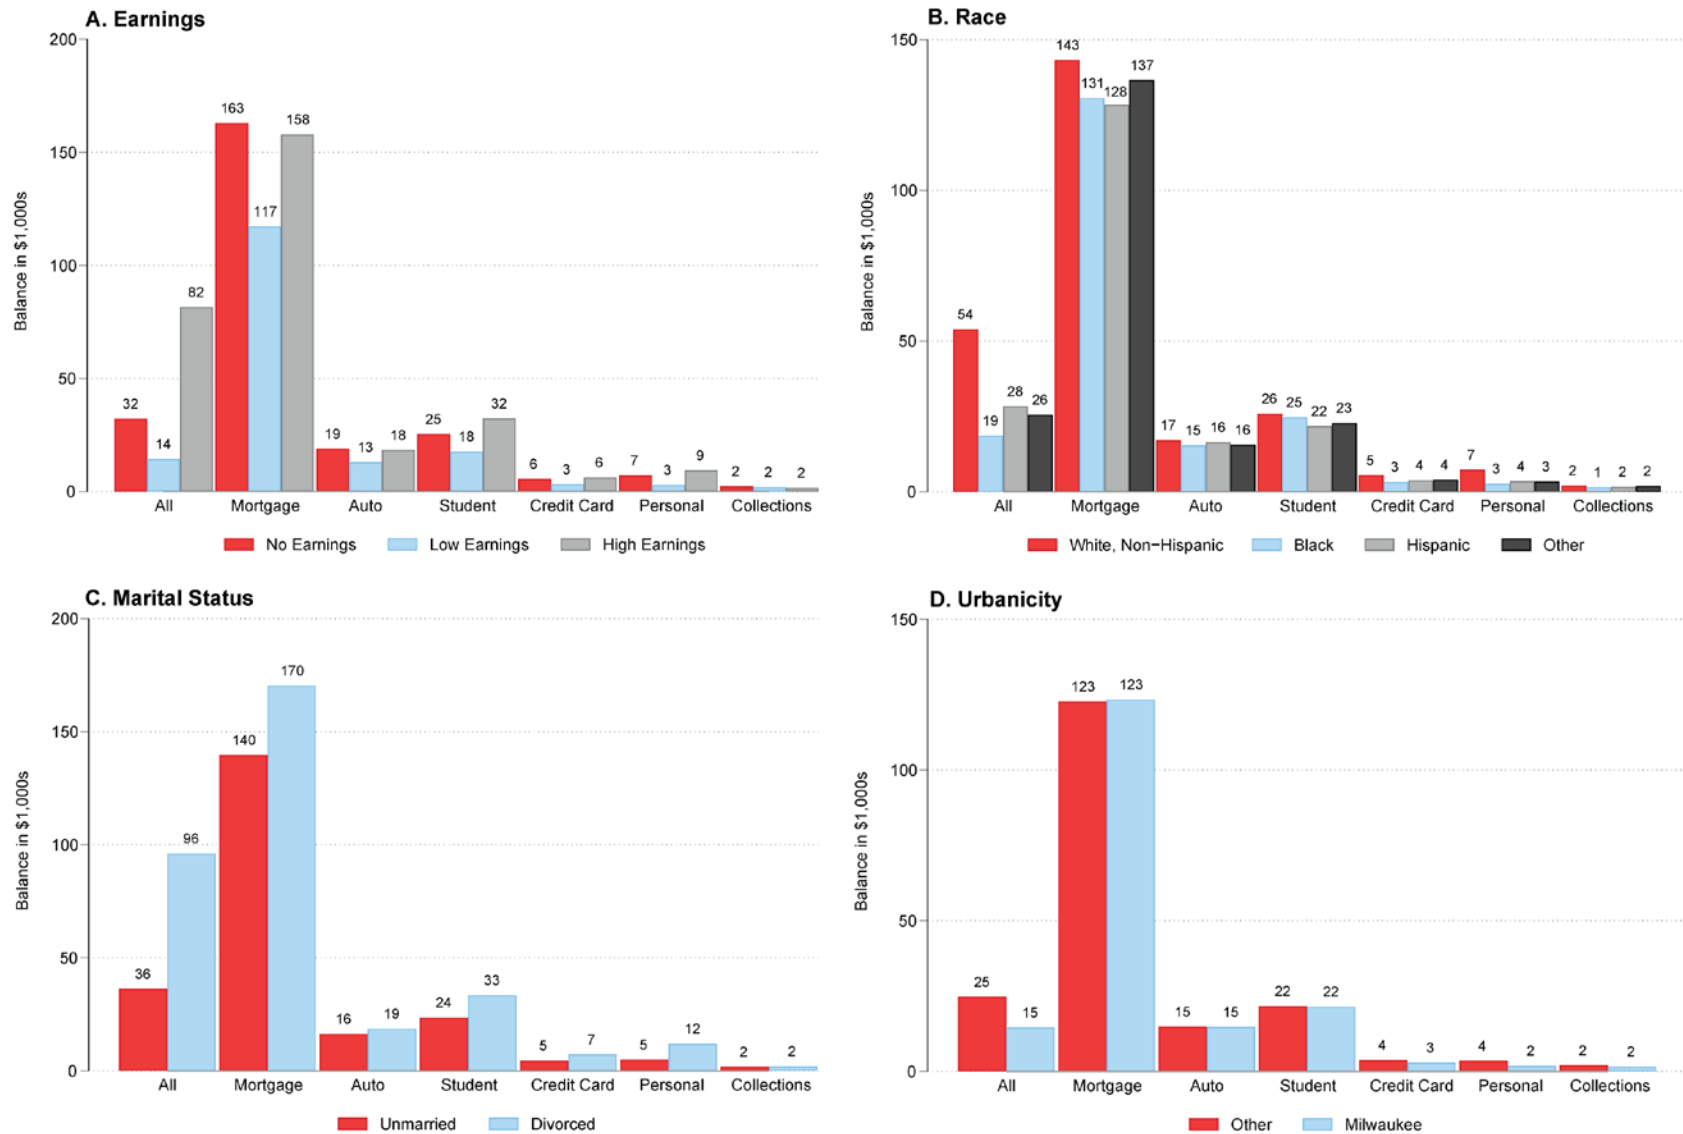 A. Earnings
200
150
100
50
0
Balance in $1,000s
32 14 82
163 117 158
19 13 18
25 18 32
6 3 6
7 3 9
2 2 2
All Mortgage Auto Student Credit Card Personal Collections
No Earnings Low Earnings High Earnings
B. Race
150
100
50
0
Balance in $1,000s
54 19 28 26
143 131 128 137
17 15 16 16
26 25 22 23
5 3 4 4
7 3 4 3
2 1 2 2
All Mortgage Auto Student Credit Card Personal Collections
White, Non-Hispanic Black Hispanic Other
C. Marital Status
200
150
100
50
0
Balance in $1,000s
36 96
140 170
16 19
24 33
5 7
5 12
2 2
All Mortgage Auto Student Credit Card Personal Collections
Unmarried Divorced
D. Urbanicity
150
100
50
0
Balance in $1,000s
25 15
123 123
15 15
22 22
4 3
4 2
2 2
All Mortgage Auto Student Credit Card Personal Collections
Other Milwaukee